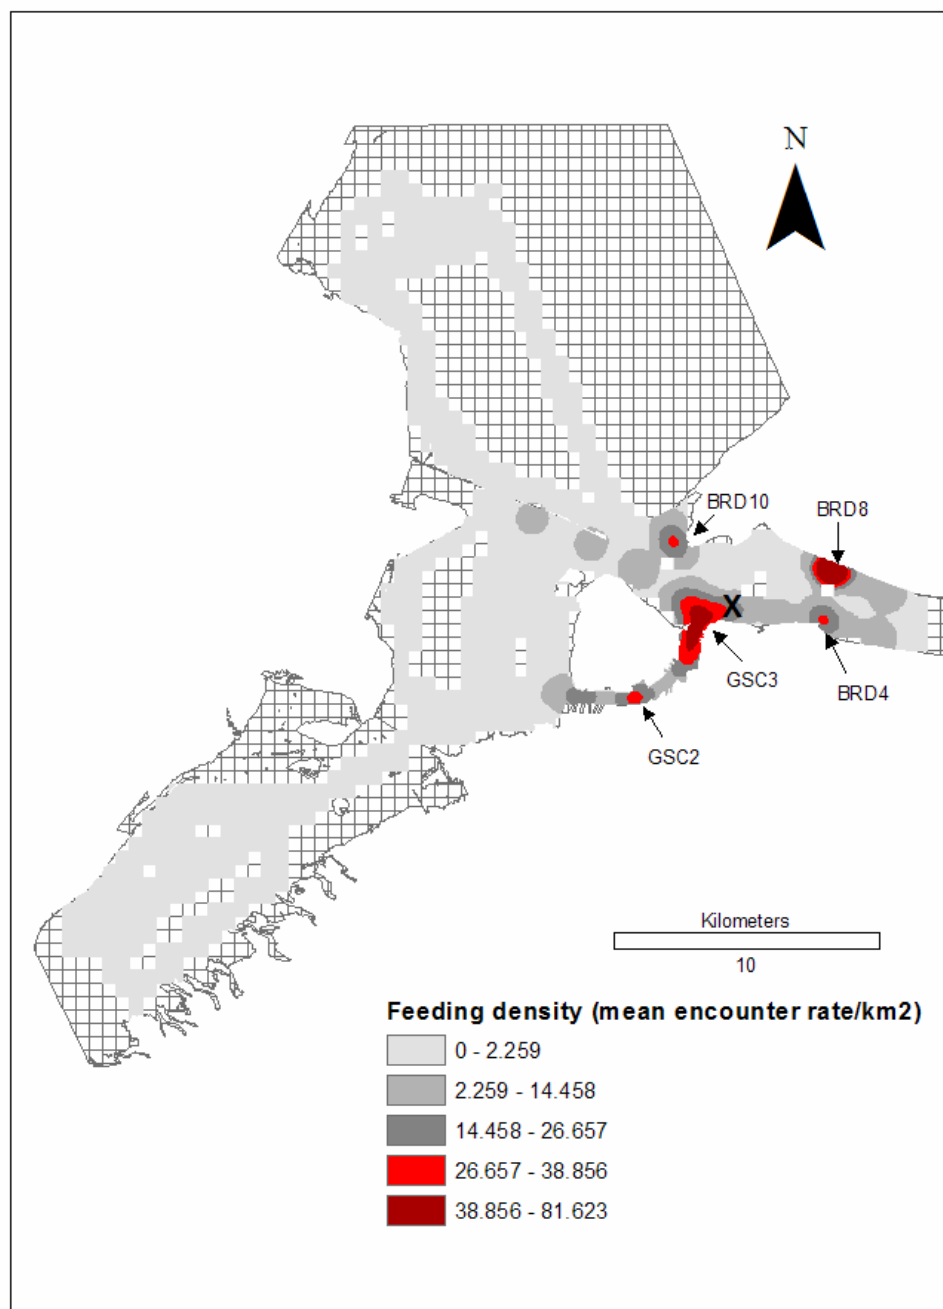 N
BRD10
BRD8
X
GSC3
BRD4
GSC2
Kilometers
10
Feeding density (mean encounter rate/km2)
0 - 2.259
2.259 - 14.458
14.458 - 26.657
26.657 - 38.856
38.856 - 81.623